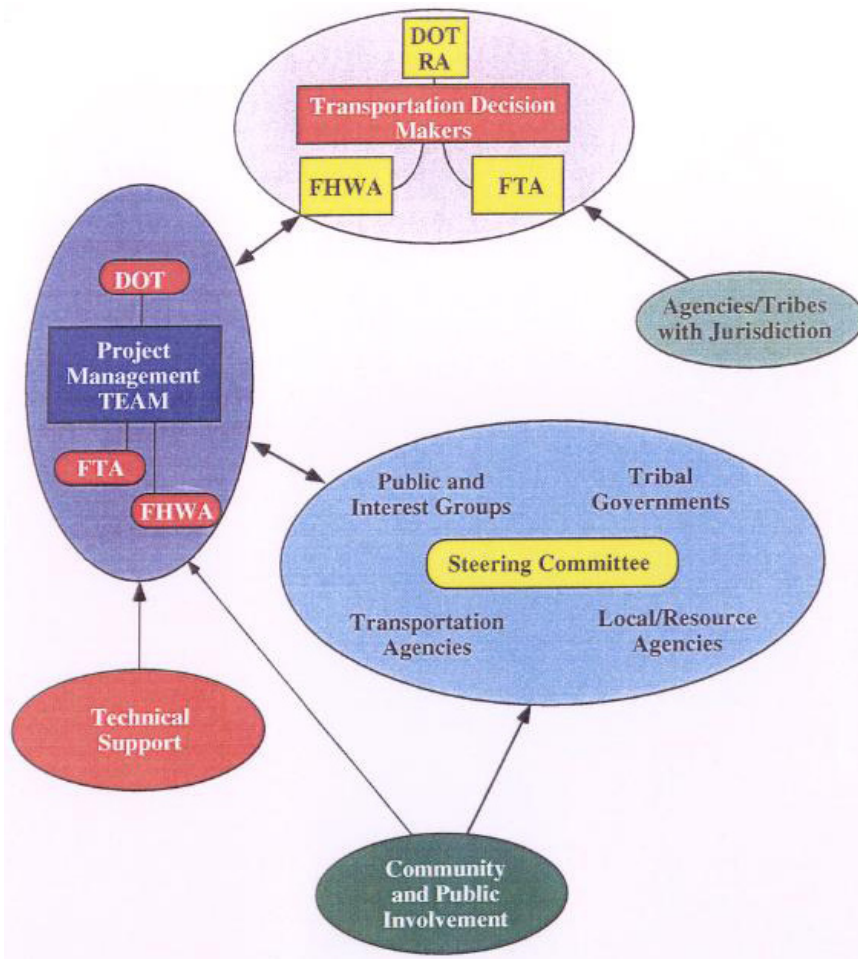 DOT
RA
Transportation Decision
Makers
FHWA
FTA
Agencies/Tribes
with Jurisdiction
DOT
Project
Management
TEAM
FTA
FHWA
Public and
Interest Groups
Tribal
Governments
Steering Committee
Transportation
Agencies
Local/Resource
Agencies
Technical
Support
Community
and Public
Involvement